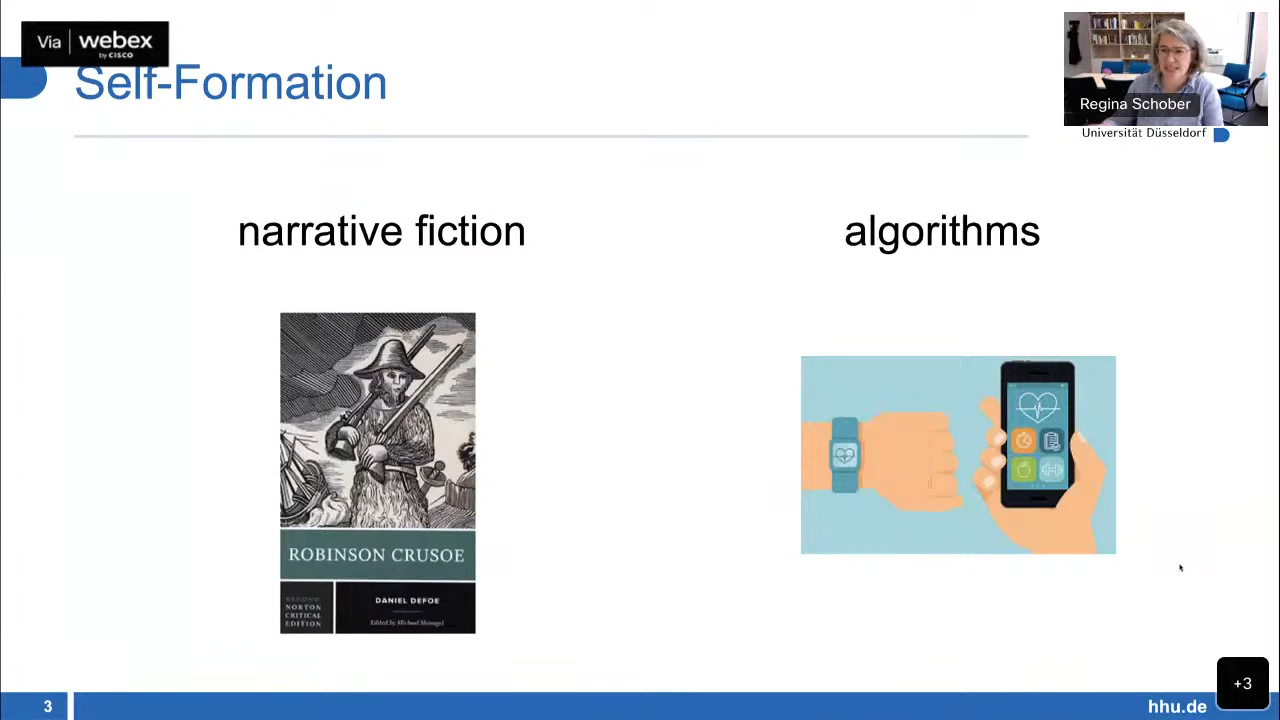 Via webex
by CISCO
Self-Formation
Regina Schober
Universität Düsseldorf
narrative fiction
algorithms
ROBINSON CRUSOE
SECOND
NORTON
CRITICAL
EDITION
DANIEL DEFOE
Edited by Michael Shinagel
+3
3
hhu.de